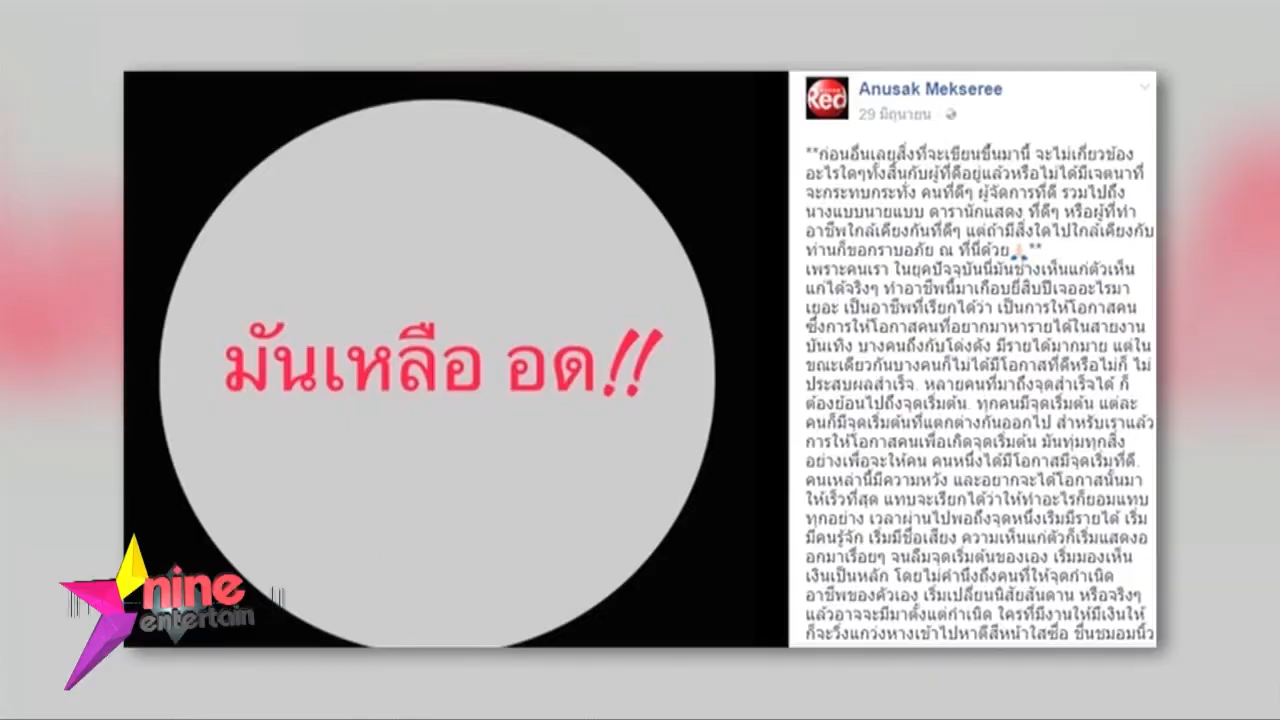 มันเหลือ อด!!
Red
Anusak Mekseree
29 มิถุนายน
**ก่อนอื่นเลยสิ่งที่จะเขียนขึ้นมานี้ จะไม่เกี่ยวข้อง
อะไรใดๆทั้งสิ้นกับผู้ที่ดีอยู่แล้วหรือไม่ได้มีเจตนาที่
จะกระทบกระทั่ง คนที่ดีๆ ผู้จัดการที่ดี รวมไปถึง
นางแบบนายแบบ ดารานักแสดง ที่ดีๆ หรือผู้ที่ทำ
อาชีพใกล้เคียงกันที่ดีๆ แต่ถ้ามีสิ่งใดไปใกล้เคียงกับ
ท่านก็ขอกราบอภัย ณ ที่นี้ด้วย🙏🏻**
เพราะคนเรา ในยุคปัจจุบันนี้มันช่างเห็นแก่ตัวเห็น
แก่ได้จริงๆ ทำอาชีพนี้มาเกือบยี่สิบปีเจออะไรมา
เยอะ เป็นอาชีพที่เรียกได้ว่า เป็นการให้โอกาสคน
ซึ่งการให้โอกาสคนที่อยากมาหารายได้ในสายงาน
บันเทิง บางคนถึงกับโด่งดัง มีรายได้มากมาย แต่ใน
ขณะเดียวกันบางคนก็ไม่ได้มีโอกาสที่ดีหรือไม่ก็ ไม่
ประสบผลสำเร็จ. หลายคนที่มาถึงจุดสำเร็จได้ ก็
ต้องย้อนไปถึงจุดเริ่มต้น. ทุกคนมีจุดเริ่มต้น แต่ละ
คนก็มีจุดเริ่มต้นที่แตกต่างกันออกไป สำหรับเราแล้ว
การให้โอกาสคนเพื่อเกิดจุดเริ่มต้น มันทุ่มทุกสิ่ง
อย่างเพื่อจะให้คน คนหนึ่งได้มีโอกาสมีจุดเริ่มที่ดี.
คนเหล่านี้มีความหวัง และอยากจะได้โอกาสนั้นมา
ให้เร็วที่สุด แทบจะเรียกได้ว่าให้ทำอะไรก็ยอมแทบ
ทุกอย่าง เวลาผ่านไปพอถึงจุดหนึ่งเริ่มมีรายได้ เริ่ม
มีคนรู้จัก เริ่มมีชื่อเสียง ความเห็นแก่ตัวก็เริ่มแสดงอ
อกมาเรื่อยๆ จนลืมจุดเริ่มต้นของเอง เริ่มมองเห็น
เงินเป็นหลัก โดยไม่คำนึงถึงคนที่ให้จุดกำเนิด
อาชีพของตัวเอง เริ่มเปลี่ยนนิสัยสันดาน หรือจริงๆ
แล้วอาจจะมีมาตั้งแต่กำเนิด ใครที่มีงานให้มีเงินให้
ก็จะวิ่งแกว่งหางเข้าไปหาดีสีหน้าใสซื่อ ชื่นชมอมนิ้ว
nine
entertain